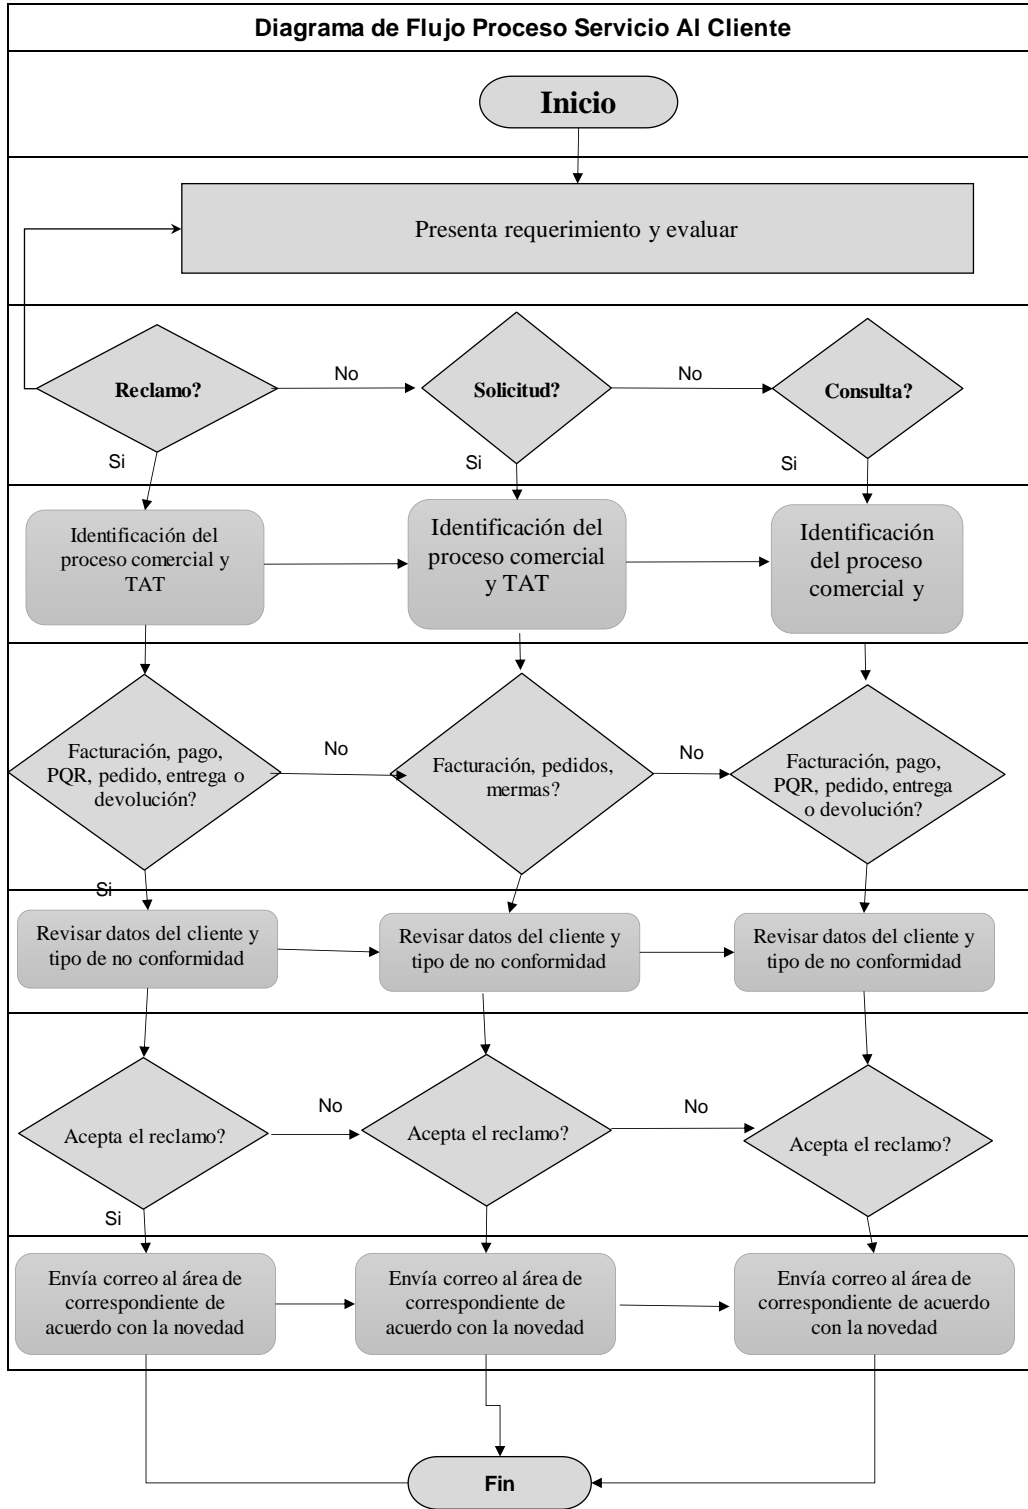 Diagrama de Flujo Proceso Servicio Al Cliente
Inicio
Presenta requerimiento y evaluar
Reclamo?
No
Solicitud?
No
Consulta?
Si
Si
Si
Identificación del
proceso comercial y
TAT
Identificación del
proceso comercial
y TAT
Identificación
del proceso
comercial y
Facturación, pago,
PQR, pedido, entrega o
devolución?
No
Facturación, pedidos,
mermas?
No
Facturación, pago,
PQR, pedido, entrega
o devolución?
Si
Revisar datos del cliente y
tipo de no conformidad
Revisar datos del cliente y
tipo de no conformidad
Revisar datos del cliente y
tipo de no conformidad
Acepta el reclamo?
No
Acepta el reclamo?
No
Acepta el reclamo?
Si
Envía correo al área de
correspondiente de
acuerdo con la novedad
Envía correo al área de
correspondiente de
acuerdo con la novedad
Envía correo al área de
correspondiente de acuerdo
con la novedad
Fin